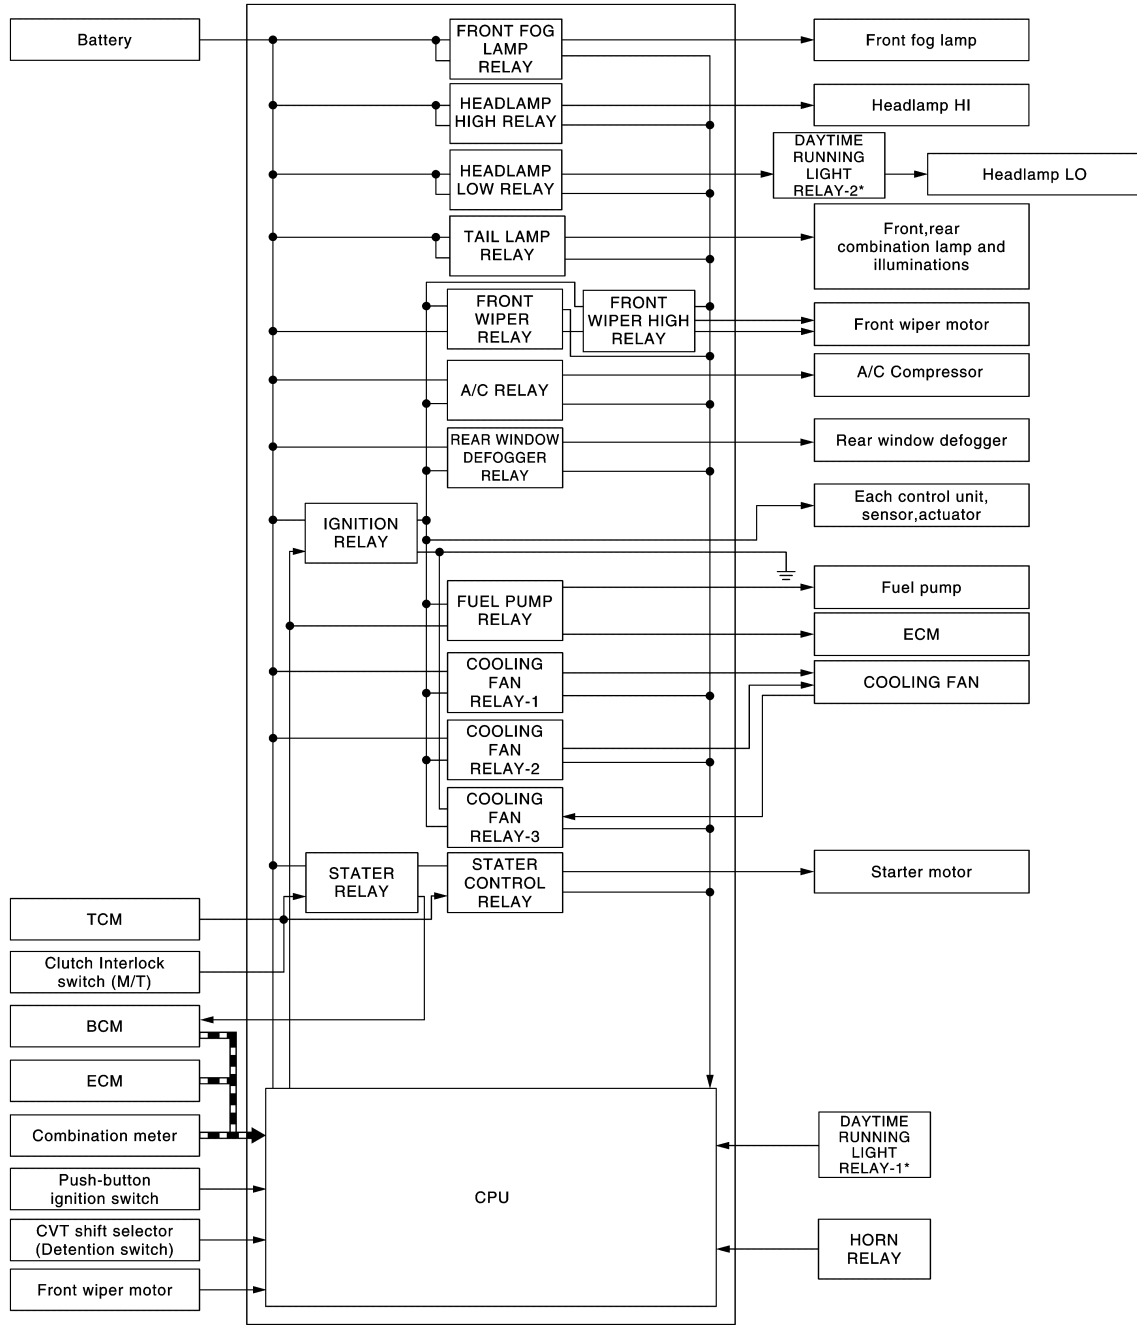 Battery
FRONT FOG
LAMP
RELAY
Front fog lamp
HEADLAMP
HIGH RELAY
Headlamp HI
HEADLAMP
LOW RELAY
DAYTIME
RUNNING
LIGHT
RELAY-2*
Headlamp LO
TAIL LAMP
RELAY
Front,rear
combination lamp and
illuminations
FRONT
WIPER
RELAY
FRONT
WIPER HIGH
RELAY
Front wiper motor
A/C RELAY
A/C Compressor
REAR WINDOW
DEFOGGER
RELAY
Rear window defogger
IGNITION
RELAY
Each control unit,
sensor,actuator
FUEL PUMP
RELAY
Fuel pump
ECM
COOLING
FAN
RELAY-1
COOLING FAN
COOLING
FAN
RELAY-2
COOLING
FAN
RELAY-3
STATER
RELAY
STATER
CONTROL
RELAY
Starter motor
TCM
Clutch Interlock
switch (M/T)
BCM
ECM
Combination meter
Push-button
ignition switch
CVT shift selector
(Detention switch)
Front wiper motor
CPU
DAYTIME
RUNNING
LIGHT
RELAY-1*
HORN
RELAY